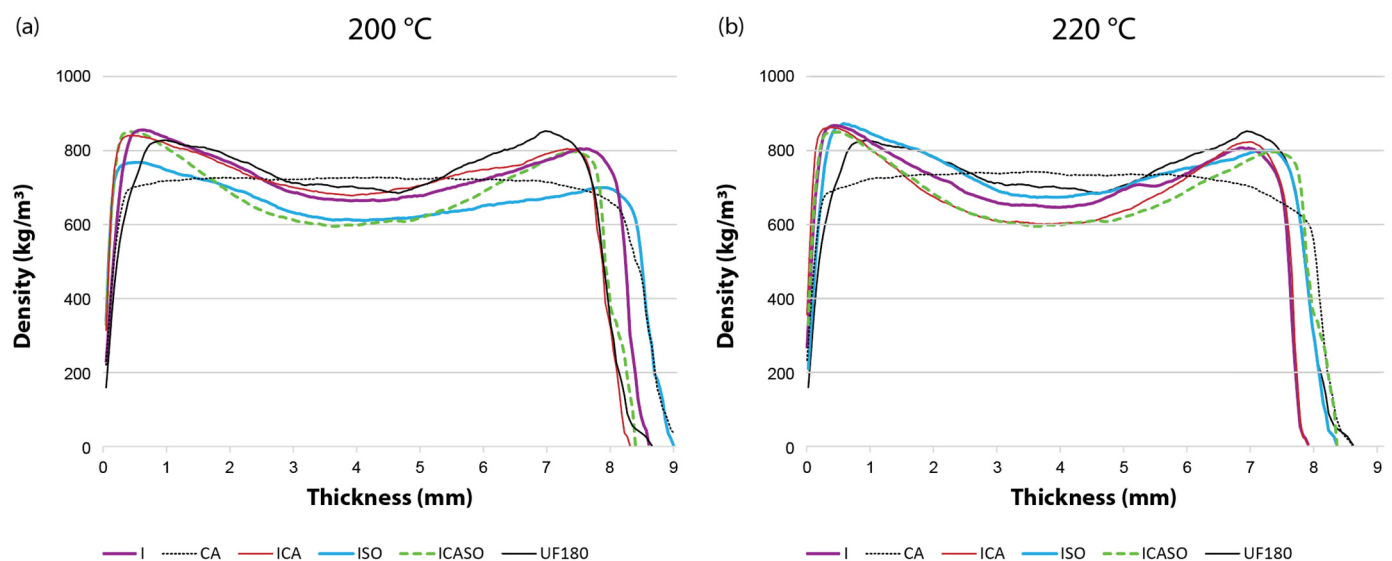 (a)
200 °C
1000
800
600
400
200
0
Density (kg/m³)
0 1 2 3 4 5 6 7 8 9
Thickness (mm)
I CA ICA ISO ICASO UF180
(b)
220 °C
1000
800
600
400
200
0
Density (kg/m³)
0 1 2 3 4 5 6 7 8 9
Thickness (mm)
I CA ICA ISO ICASO UF180